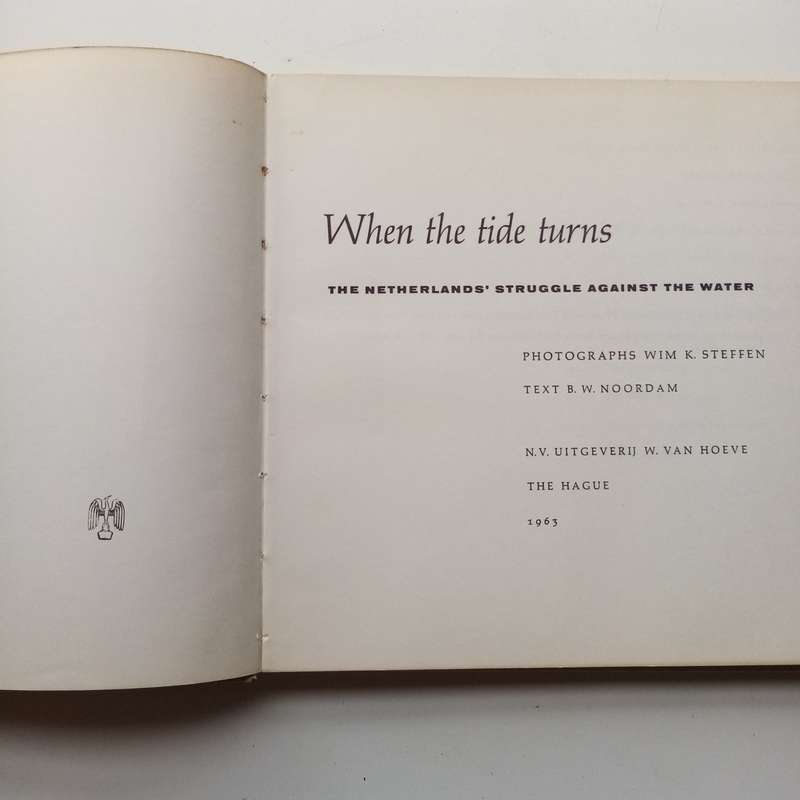 When the tide turns
THE NETHERLANDS' STRUGGLE AGAINST THE WATER
PHOTOGRAPHS WIM K. STEFFEN
TEXT B. W. NOORDAM
N.V. UITGEVERIJ W. VAN HOEVE
THE HAGUE
1963